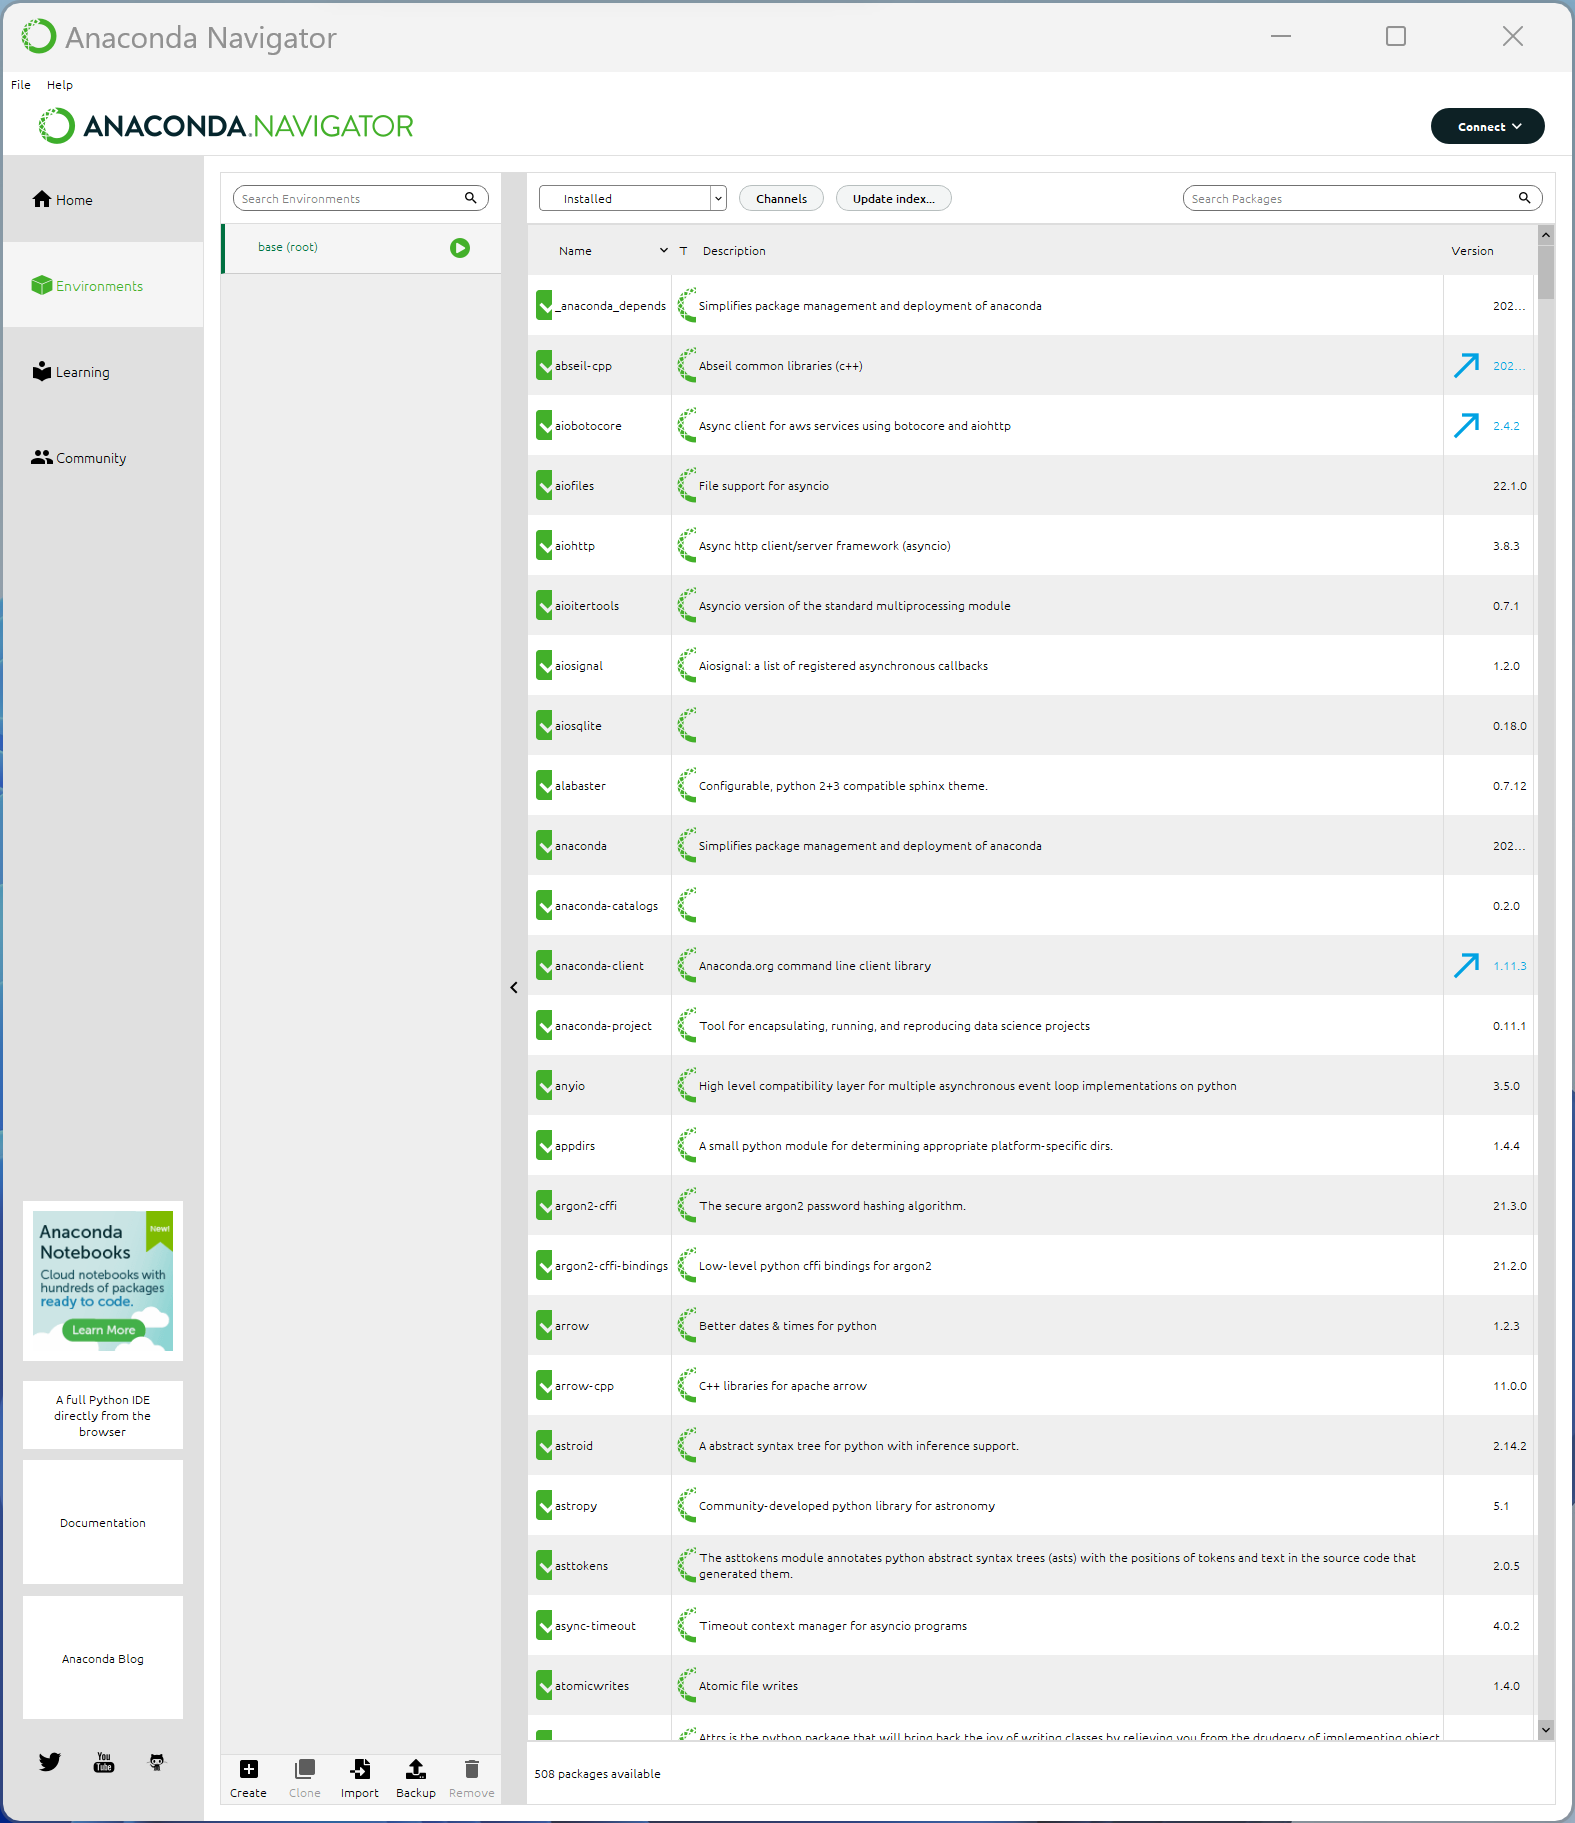 Anaconda Navigator
File Help
ANACONDA.NAVIGATOR
Connect
Home
Environments
Learning
Community
Anaconda
Notebooks
New!
Cloud notebooks with
hundreds of packages
ready to code.
Learn More
A full Python IDE
directly from the
browser
Documentation
Anaconda Blog
You
Tube
Search Environments
base (root)
Create Clone Import Backup Remove
Installed Channels Update index... Search Packages
Name T Description Version
_anaconda_depends Simplifies package management and deployment of anaconda 202...
abseil-cpp Abseil common libraries (c++) 202...
aiobotocore Async client for aws services using botocore and aiohttp 2.4.2
aiofiles File support for asyncio 22.1.0
aiohttp Async http client/server framework (asyncio) 3.8.3
aioitertools Asyncio version of the standard multiprocessing module 0.7.1
aiosignal Aiosignal: a list of registered asynchronous callbacks 1.2.0
aiosqlite 0.18.0
alabaster Configurable, python 2+3 compatible sphinx theme. 0.7.12
anaconda Simplifies package management and deployment of anaconda 202...
anaconda-catalogs 0.2.0
anaconda-client Anaconda.org command line client library 1.11.3
anaconda-project Tool for encapsulating, running, and reproducing data science projects 0.11.1
anyio High level compatibility layer for multiple asynchronous event loop implementations on python 3.5.0
appdirs A small python module for determining appropriate platform-specific dirs. 1.4.4
argon2-cffi The secure argon2 password hashing algorithm. 21.3.0
argon2-cffi-bindings Low-level python cffi bindings for argon2 21.2.0
arrow Better dates & times for python 1.2.3
arrow-cpp C++ libraries for apache arrow 11.0.0
astroid A abstract syntax tree for python with inference support. 2.14.2
astropy Community-developed python library for astronomy 5.1
asttokens The asttokens module annotates python abstract syntax trees (asts) with the positions of tokens and text in the source code that
generated them. 2.0.5
async-timeout Timeout context manager for asyncio programs 4.0.2
atomicwrites Atomic file writes 1.4.0
Attrs is the python package that will bring back the joy of writing classes by relieving you from the drudgery of implementing object
508 packages available